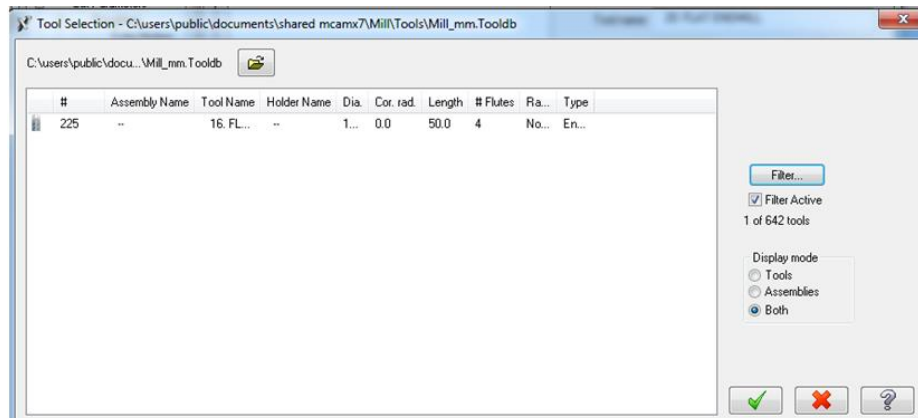 Tool Selection - C:\users\public\documents\shared mcamx7\Mill\Tools\Mill_mm.Tooldb
C:\users\public\docu...\Mill_mm.Tooldb
# Assembly Name Tool Name Holder Name Dia. Cor. rad. Length # Flutes Ra... Type
225 -- 16. FL... -- 1... 0.0 50.0 4 No... En...
Filter...
Filter Active
1 of 642 tools
Display mode
Tools
Assemblies
Both